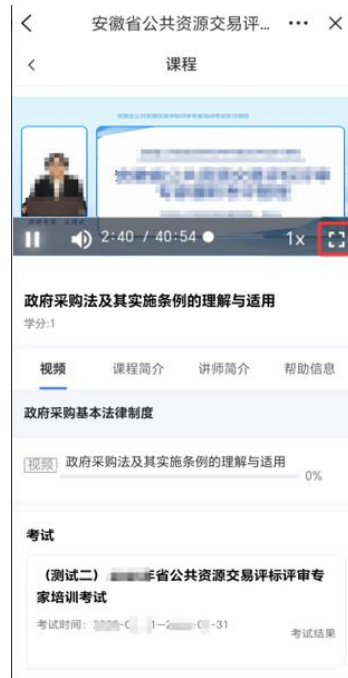 安徽省公共资源交易评...
课程
2:40 / 40:54
1x
政府采购法及其实施条例的理解与适用
学分:1
视频 课程简介 讲师简介 帮助信息
政府采购基本法律制度
视频 政府采购法及其实施条例的理解与适用
0%
考试
（测试二） 年省公共资源交易评标评审专
家培训考试
考试时间: -31
考试结果